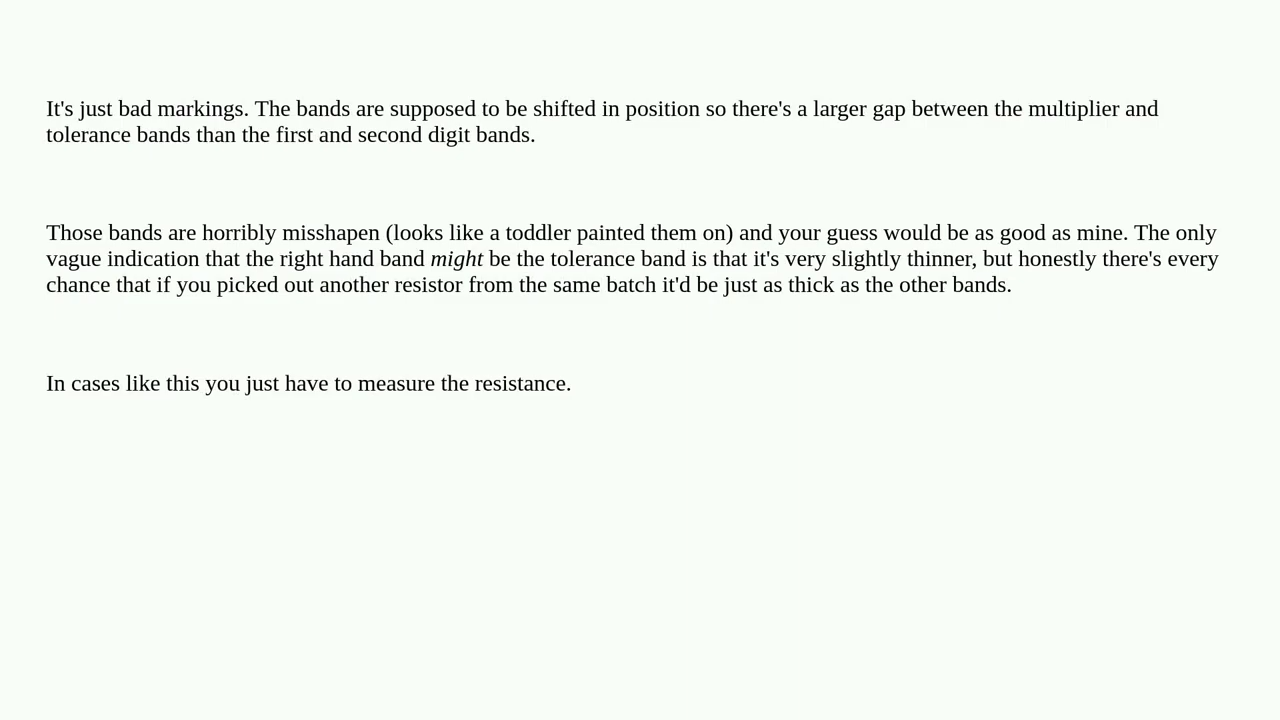 It's just bad markings. The bands are supposed to be shifted in position so there's a larger gap between the multiplier and
tolerance bands than the first and second digit bands.
Those bands are horribly misshapen (looks like a toddler painted them on) and your guess would be as good as mine. The only
vague indication that the right hand band might be the tolerance band is that it's very slightly thinner, but honestly there's every
chance that if you picked out another resistor from the same batch it'd be just as thick as the other bands.
In cases like this you just have to measure the resistance.